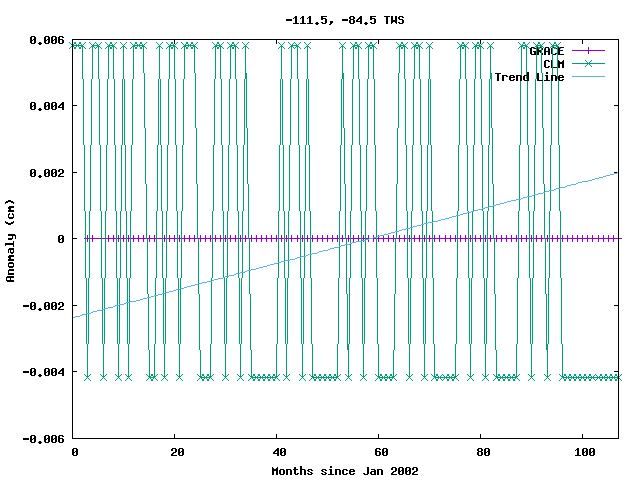 -111.5, -84.5 TWS
GRACE
CLM
Trend Line
0.006
0.004
0.002
0
-0.002
-0.004
-0.006
Anomaly (cm)
0 20 40 60 80 100
Months since Jan 2002